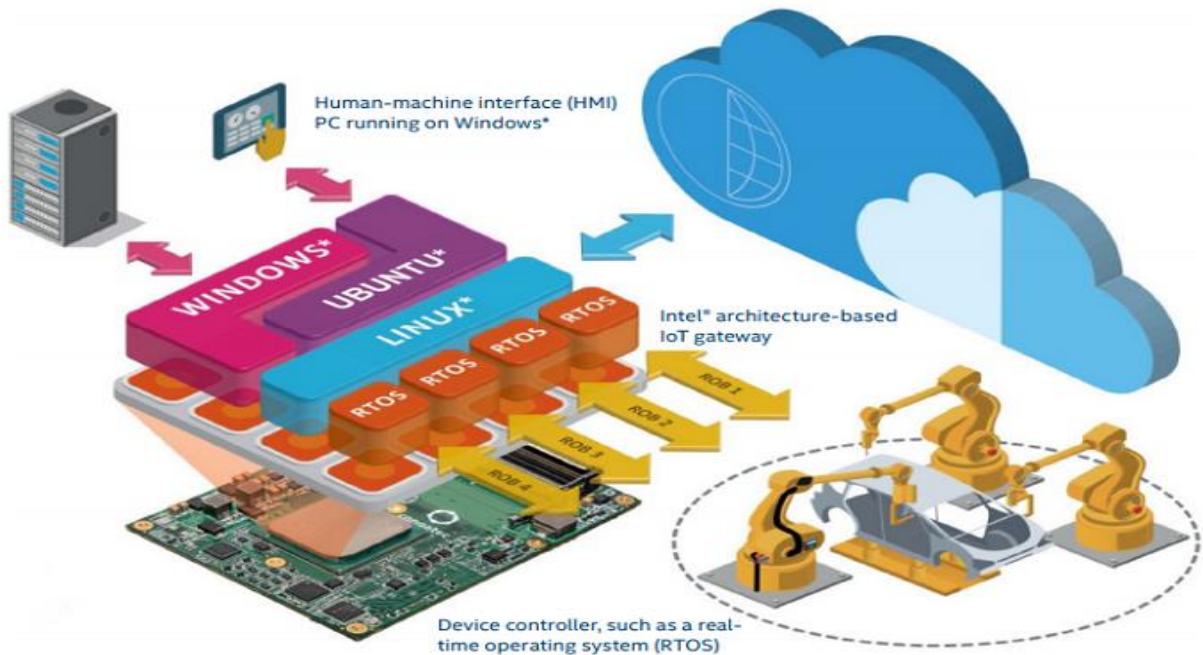 Human-machine interface (HMI)
PC running on Windows*
WINDOWS*
UBUNTU*
LINUX*
RTOS
RTOS
RTOS
RTOS
Intel® architecture-based
IoT gateway
ROB 1
ROB 2
ROB 3
ROB 4
Device controller, such as a real-
time operating system (RTOS)